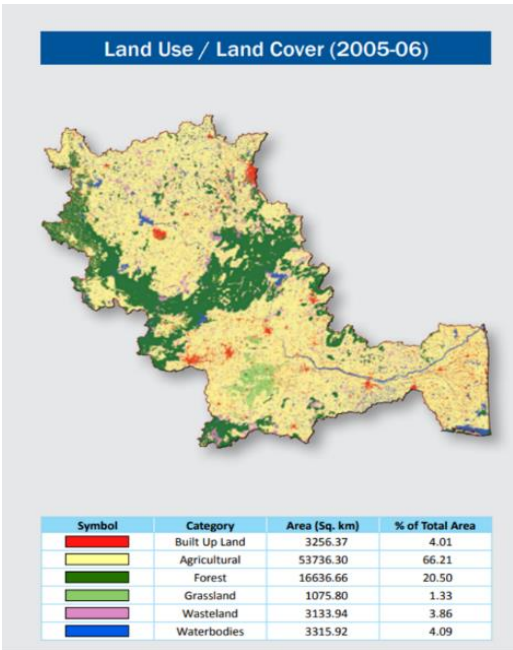 Land Use / Land Cover (2005-06)
Symbol Category Area (Sq. km) % of Total Area
Built Up Land 3256.37 4.01
Agricultural 53736.30 66.21
Forest 16636.66 20.50
Grassland 1075.80 1.33
Wasteland 3133.94 3.86
Waterbodies 3315.92 4.09